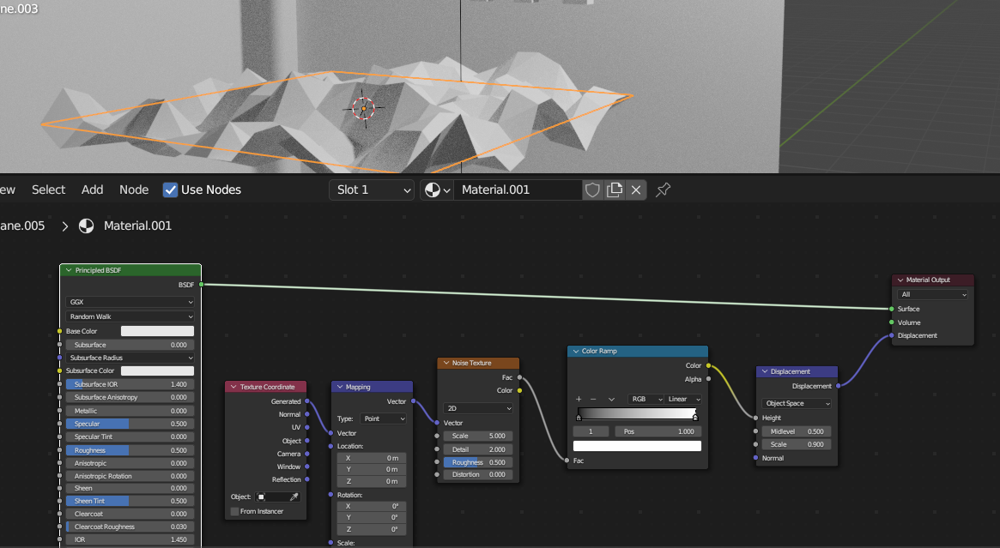 ne.003
ew Select Add Node Use Nodes Slot 1 Material.001
ane.005 > Material.001
Principled BSDF
BSDF
GGX
Random Walk
Base Color
Subsurface 0.000
Subsurface Radius
Subsurface Color
Subsurface IOR 1.400
Subsurface Anisotropy 0.000
Metallic 0.000
Specular 0.500
Specular Tint 0.000
Roughness 0.500
Anisotropic 0.000
Anisotropic Rotation 0.000
Sheen 0.000
Sheen Tint 0.500
Clearcoat 0.000
Clearcoat Roughness 0.030
IOR 1.450
Texture Coordinate
Generated
Normal
UV
Object
Camera
Window
Reflection
Object:
From Instancer
Mapping
Vector
Type: Point
Vector
Location:
X 0 m
Y 0 m
Z 0 m
Rotation:
X 0°
Y 0°
Z 0°
Scale:
Noise Texture
Fac
Color
2D
Vector
Scale 5.000
Detail 2.000
Roughness 0.500
Distortion 0.000
Color Ramp
Color
Alpha
+ − RGB Linear
1 Pos 1.000
Fac
Displacement
Displacement
Object Space
Height
Midlevel 0.500
Scale 0.900
Normal
Material Output
All
Surface
Volume
Displacement